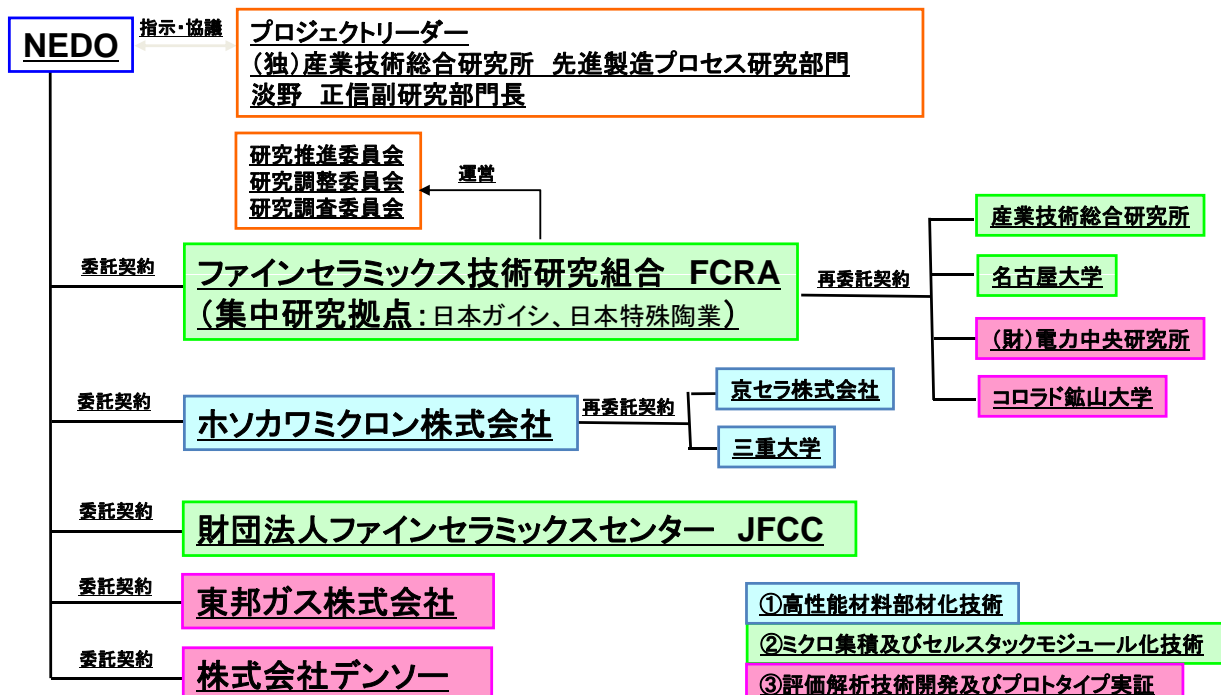 NEDO
指示・協議
プロジェクトリーダー
(独)産業技術総合研究所 先進製造プロセス研究部門
淡野 正信副研究部門長
研究推進委員会
研究調整委員会
研究調査委員会
運営
委託契約
ファインセラミックス技術研究組合 FCRA
(集中研究拠点:日本ガイシ、日本特殊陶業)
再委託契約
産業技術総合研究所
名古屋大学
(財)電力中央研究所
コロラド鉱山大学
委託契約
ホソカワミクロン株式会社
再委託契約
京セラ株式会社
三重大学
委託契約
財団法人ファインセラミックスセンター JFCC
委託契約
東邦ガス株式会社
委託契約
株式会社デンソー
①高性能材料部材化技術
②ミクロ集積及びセルスタックモジュール化技術
③評価解析技術開発及びプロトタイプ実証